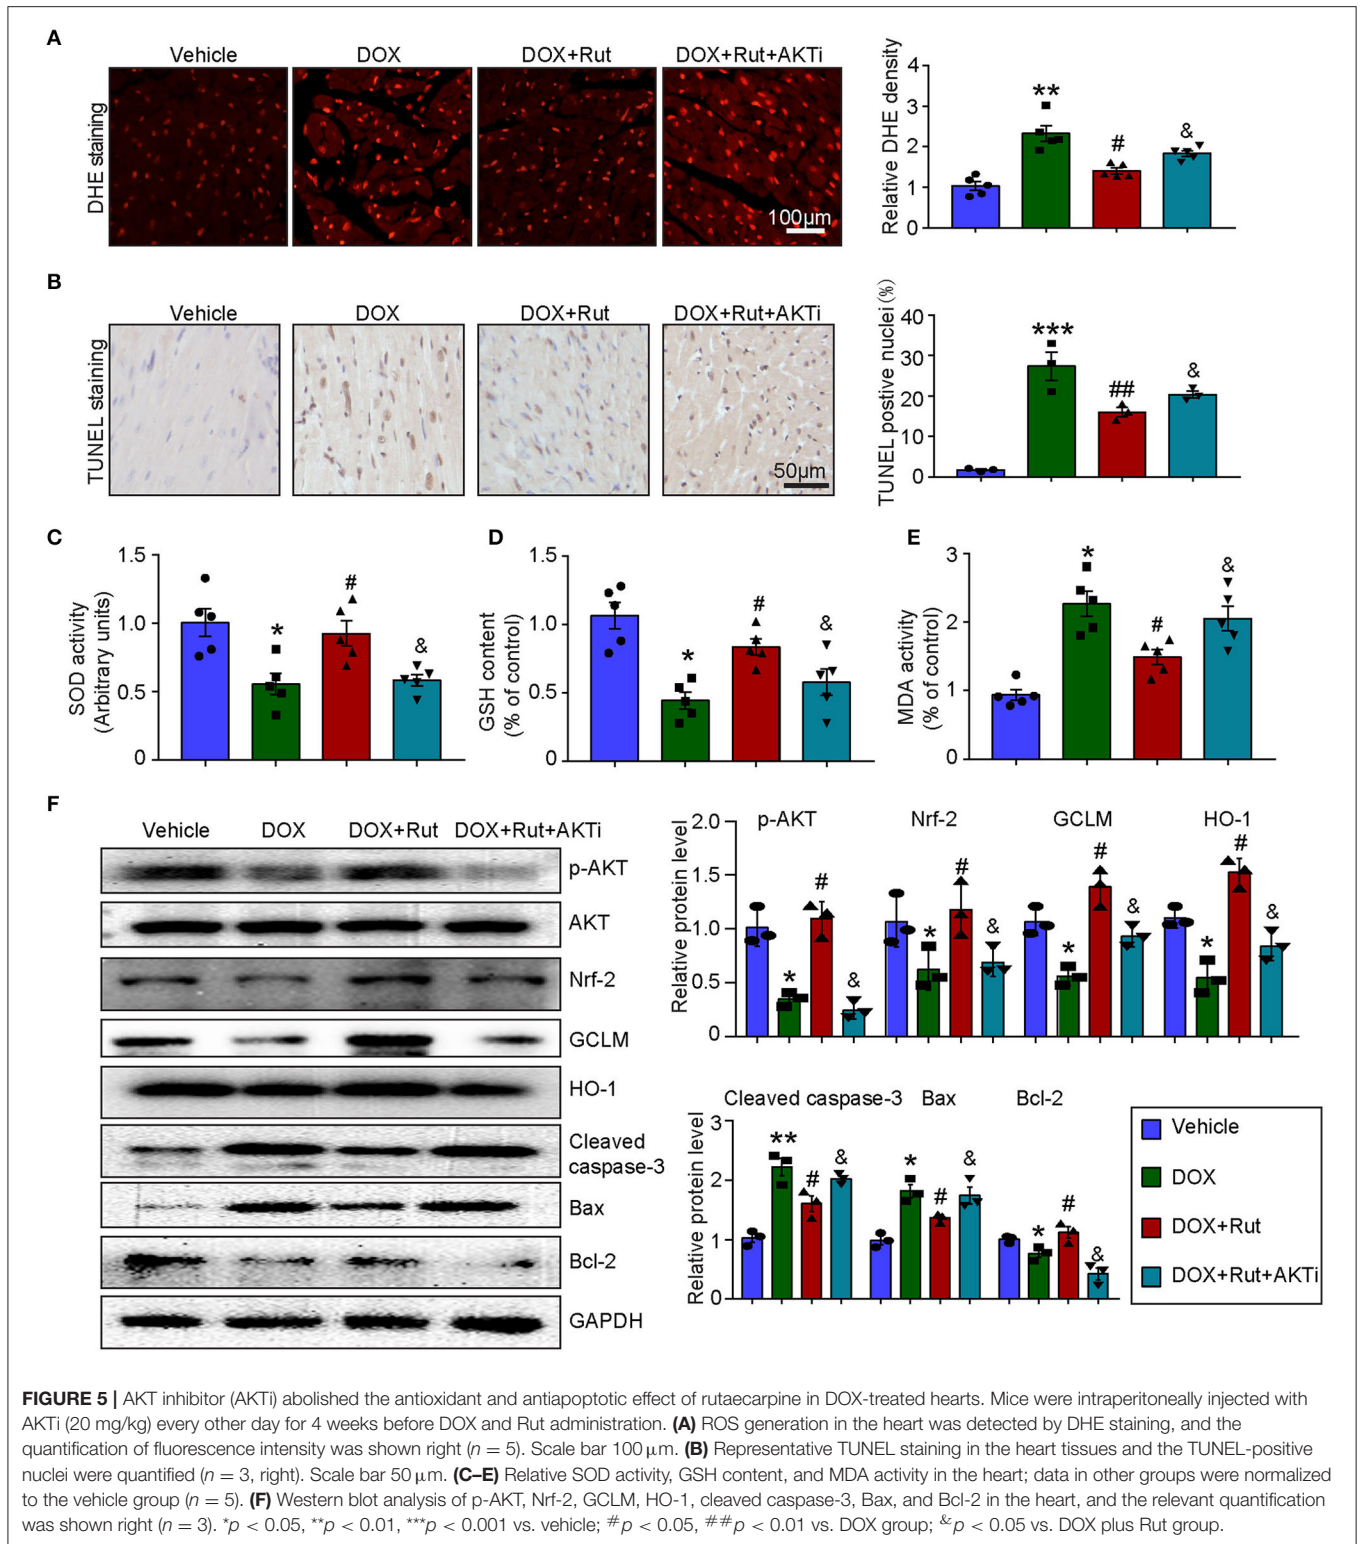 A
Vehicle DOX DOX+Rut DOX+Rut+AKTi
DHE staining
100µm
Relative DHE density
4
3
2
1
0
** # &
B
Vehicle DOX DOX+Rut DOX+Rut+AKTi
TUNEL staining
50µm
TUNEL postive nuclei (%)
40
30
20
10
0
*** ## &
C
SOD activity
(Arbitrary units)
1.5
1.0
0.5
0
* # &
D
GSH content
(% of control)
1.5
1.0
0.5
0
* # &
E
MDA activity
(% of control)
3
2
1
0
* # &
F
Vehicle DOX DOX+Rut DOX+Rut+AKTi
p-AKT
AKT
Nrf-2
GCLM
HO-1
Cleaved
caspase-3
Bax
Bcl-2
GAPDH
Relative protein level
2.0
1.5
1.0
0.5
0
p-AKT Nrf-2 GCLM HO-1
* # & * # & * # & * # &
Relative protein level
3
2
1
0
Cleaved caspase-3 Bax Bcl-2
** # & * # & * # &
Vehicle
DOX
DOX+Rut
DOX+Rut+AKTi
FIGURE 5 | AKT inhibitor (AKTi) abolished the antioxidant and antiapoptotic effect of rutaecarpine in DOX-treated hearts. Mice were intraperitoneally injected with
AKTi (20 mg/kg) every other day for 4 weeks before DOX and Rut administration. (A) ROS generation in the heart was detected by DHE staining, and the
quantification of fluorescence intensity was shown right (n = 5). Scale bar 100 µm. (B) Representative TUNEL staining in the heart tissues and the TUNEL-positive
nuclei were quantified (n = 3, right). Scale bar 50 µm. (C–E) Relative SOD activity, GSH content, and MDA activity in the heart; data in other groups were normalized
to the vehicle group (n = 5). (F) Western blot analysis of p-AKT, Nrf-2, GCLM, HO-1, cleaved caspase-3, Bax, and Bcl-2 in the heart, and the relevant quantification
was shown right (n = 3). *p < 0.05, **p < 0.01, ***p < 0.001 vs. vehicle; #p < 0.05, ##p < 0.01 vs. DOX group; &p < 0.05 vs. DOX plus Rut group.